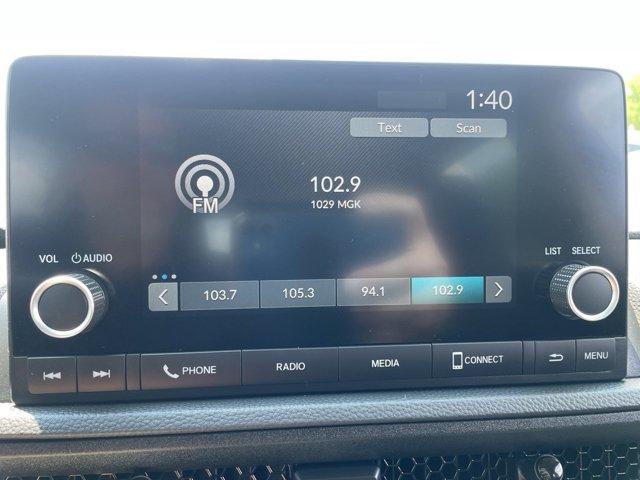 1:40
Text Scan
102.9
FM
1029 MGK
VOL AUDIO
LIST SELECT
103.7 105.3 94.1 102.9
PHONE RADIO MEDIA CONNECT MENU